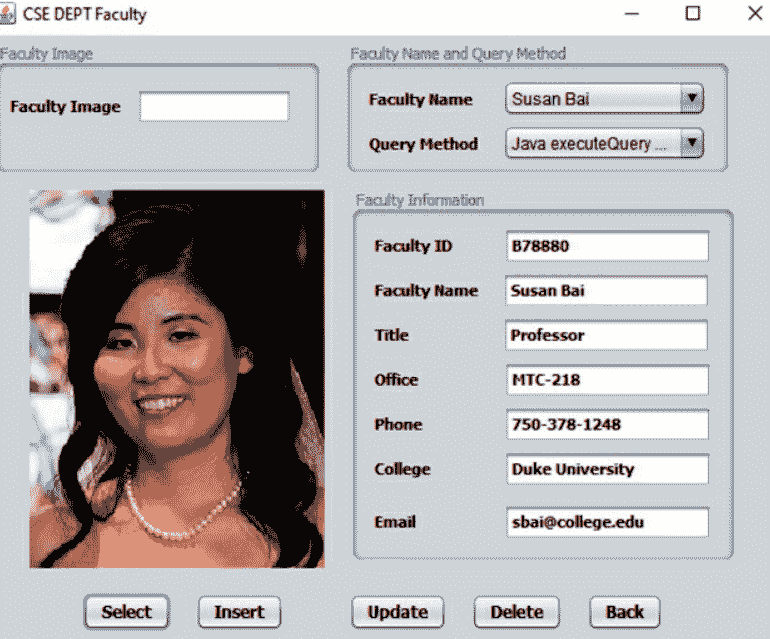 CSE DEPT Faculty
Faculty Image
Faculty Image
Faculty Name and Query Method
Faculty Name Susan Bai
Query Method Java executeQuery ...
Faculty Information
Faculty ID B78880
Faculty Name Susan Bai
Title Professor
Office MTC-218
Phone 750-378-1248
College Duke University
Email sbai@college.edu
Select Insert Update Delete Back